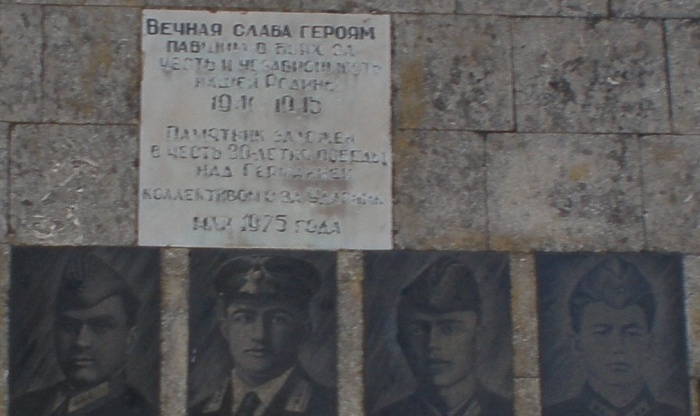 Вечная слава героям
павшим в боях за
честь и независимость
нашей Родины
1941 1945
Памятник заложен
в честь 30-летия победы
над Германией
коллективом
май 1975 года